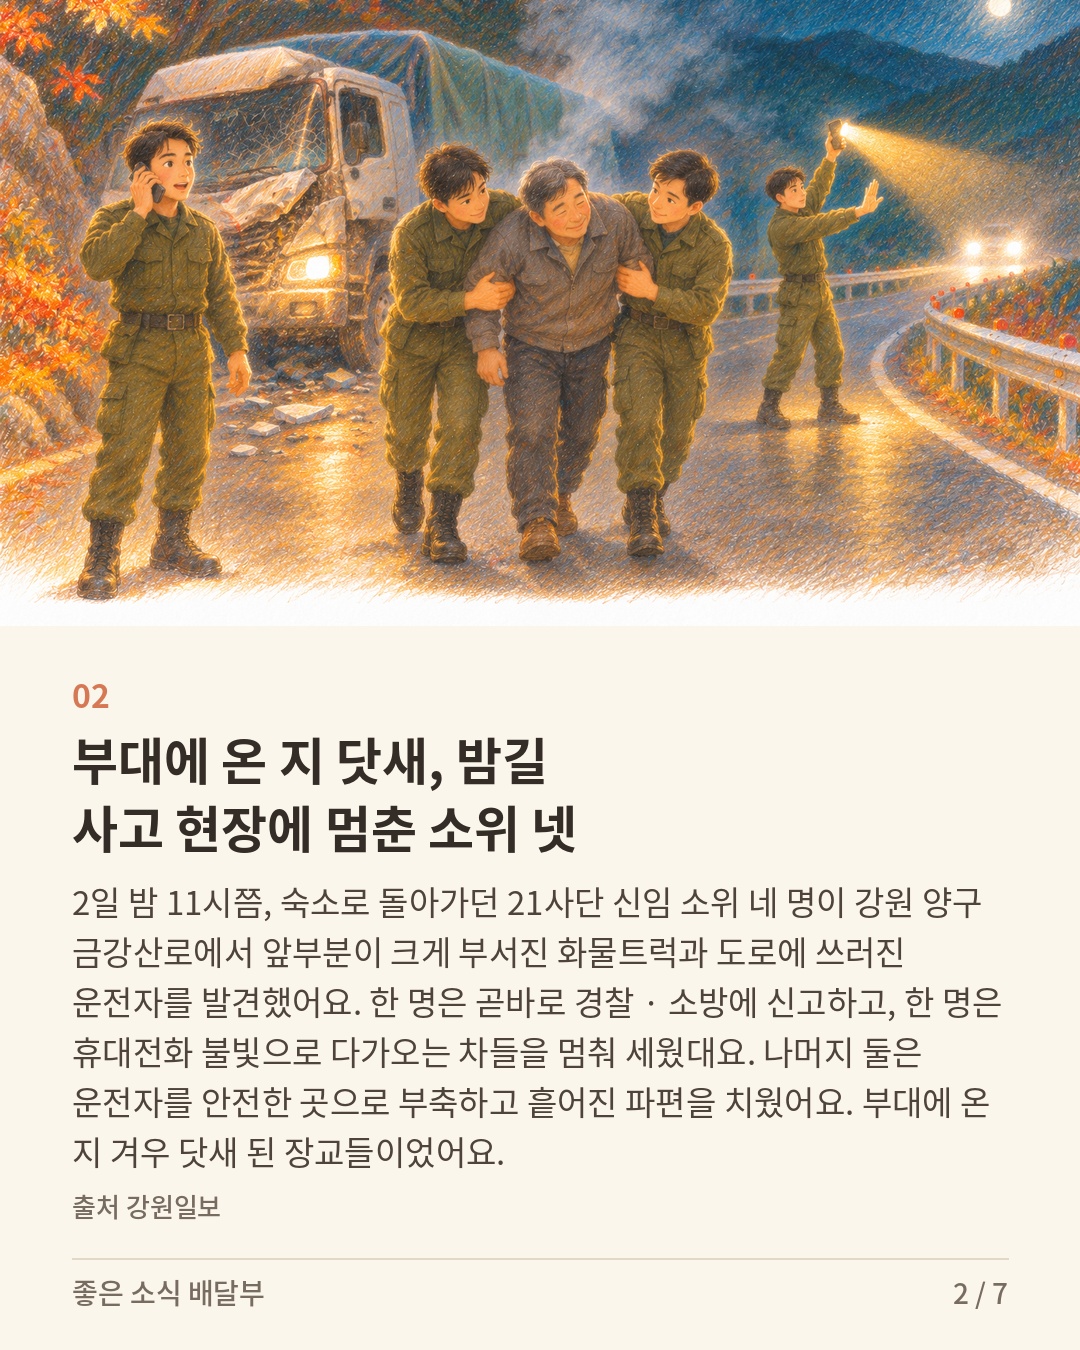 02
부대에 온 지 닷새, 밤길
사고 현장에 멈춘 소위 넷
2일 밤 11시쯤, 숙소로 돌아가던 21사단 신임 소위 네 명이 강원 양구
금강산로에서 앞부분이 크게 부서진 화물트럭과 도로에 쓰러진
운전자를 발견했어요. 한 명은 곧바로 경찰 · 소방에 신고하고, 한 명은
휴대전화 불빛으로 다가오는 차들을 멈춰 세웠대요. 나머지 둘은
운전자를 안전한 곳으로 부축하고 흩어진 파편을 치웠어요. 부대에 온
지 겨우 닷새 된 장교들이었어요.
출처 강원일보
좋은 소식 배달부
2 / 7